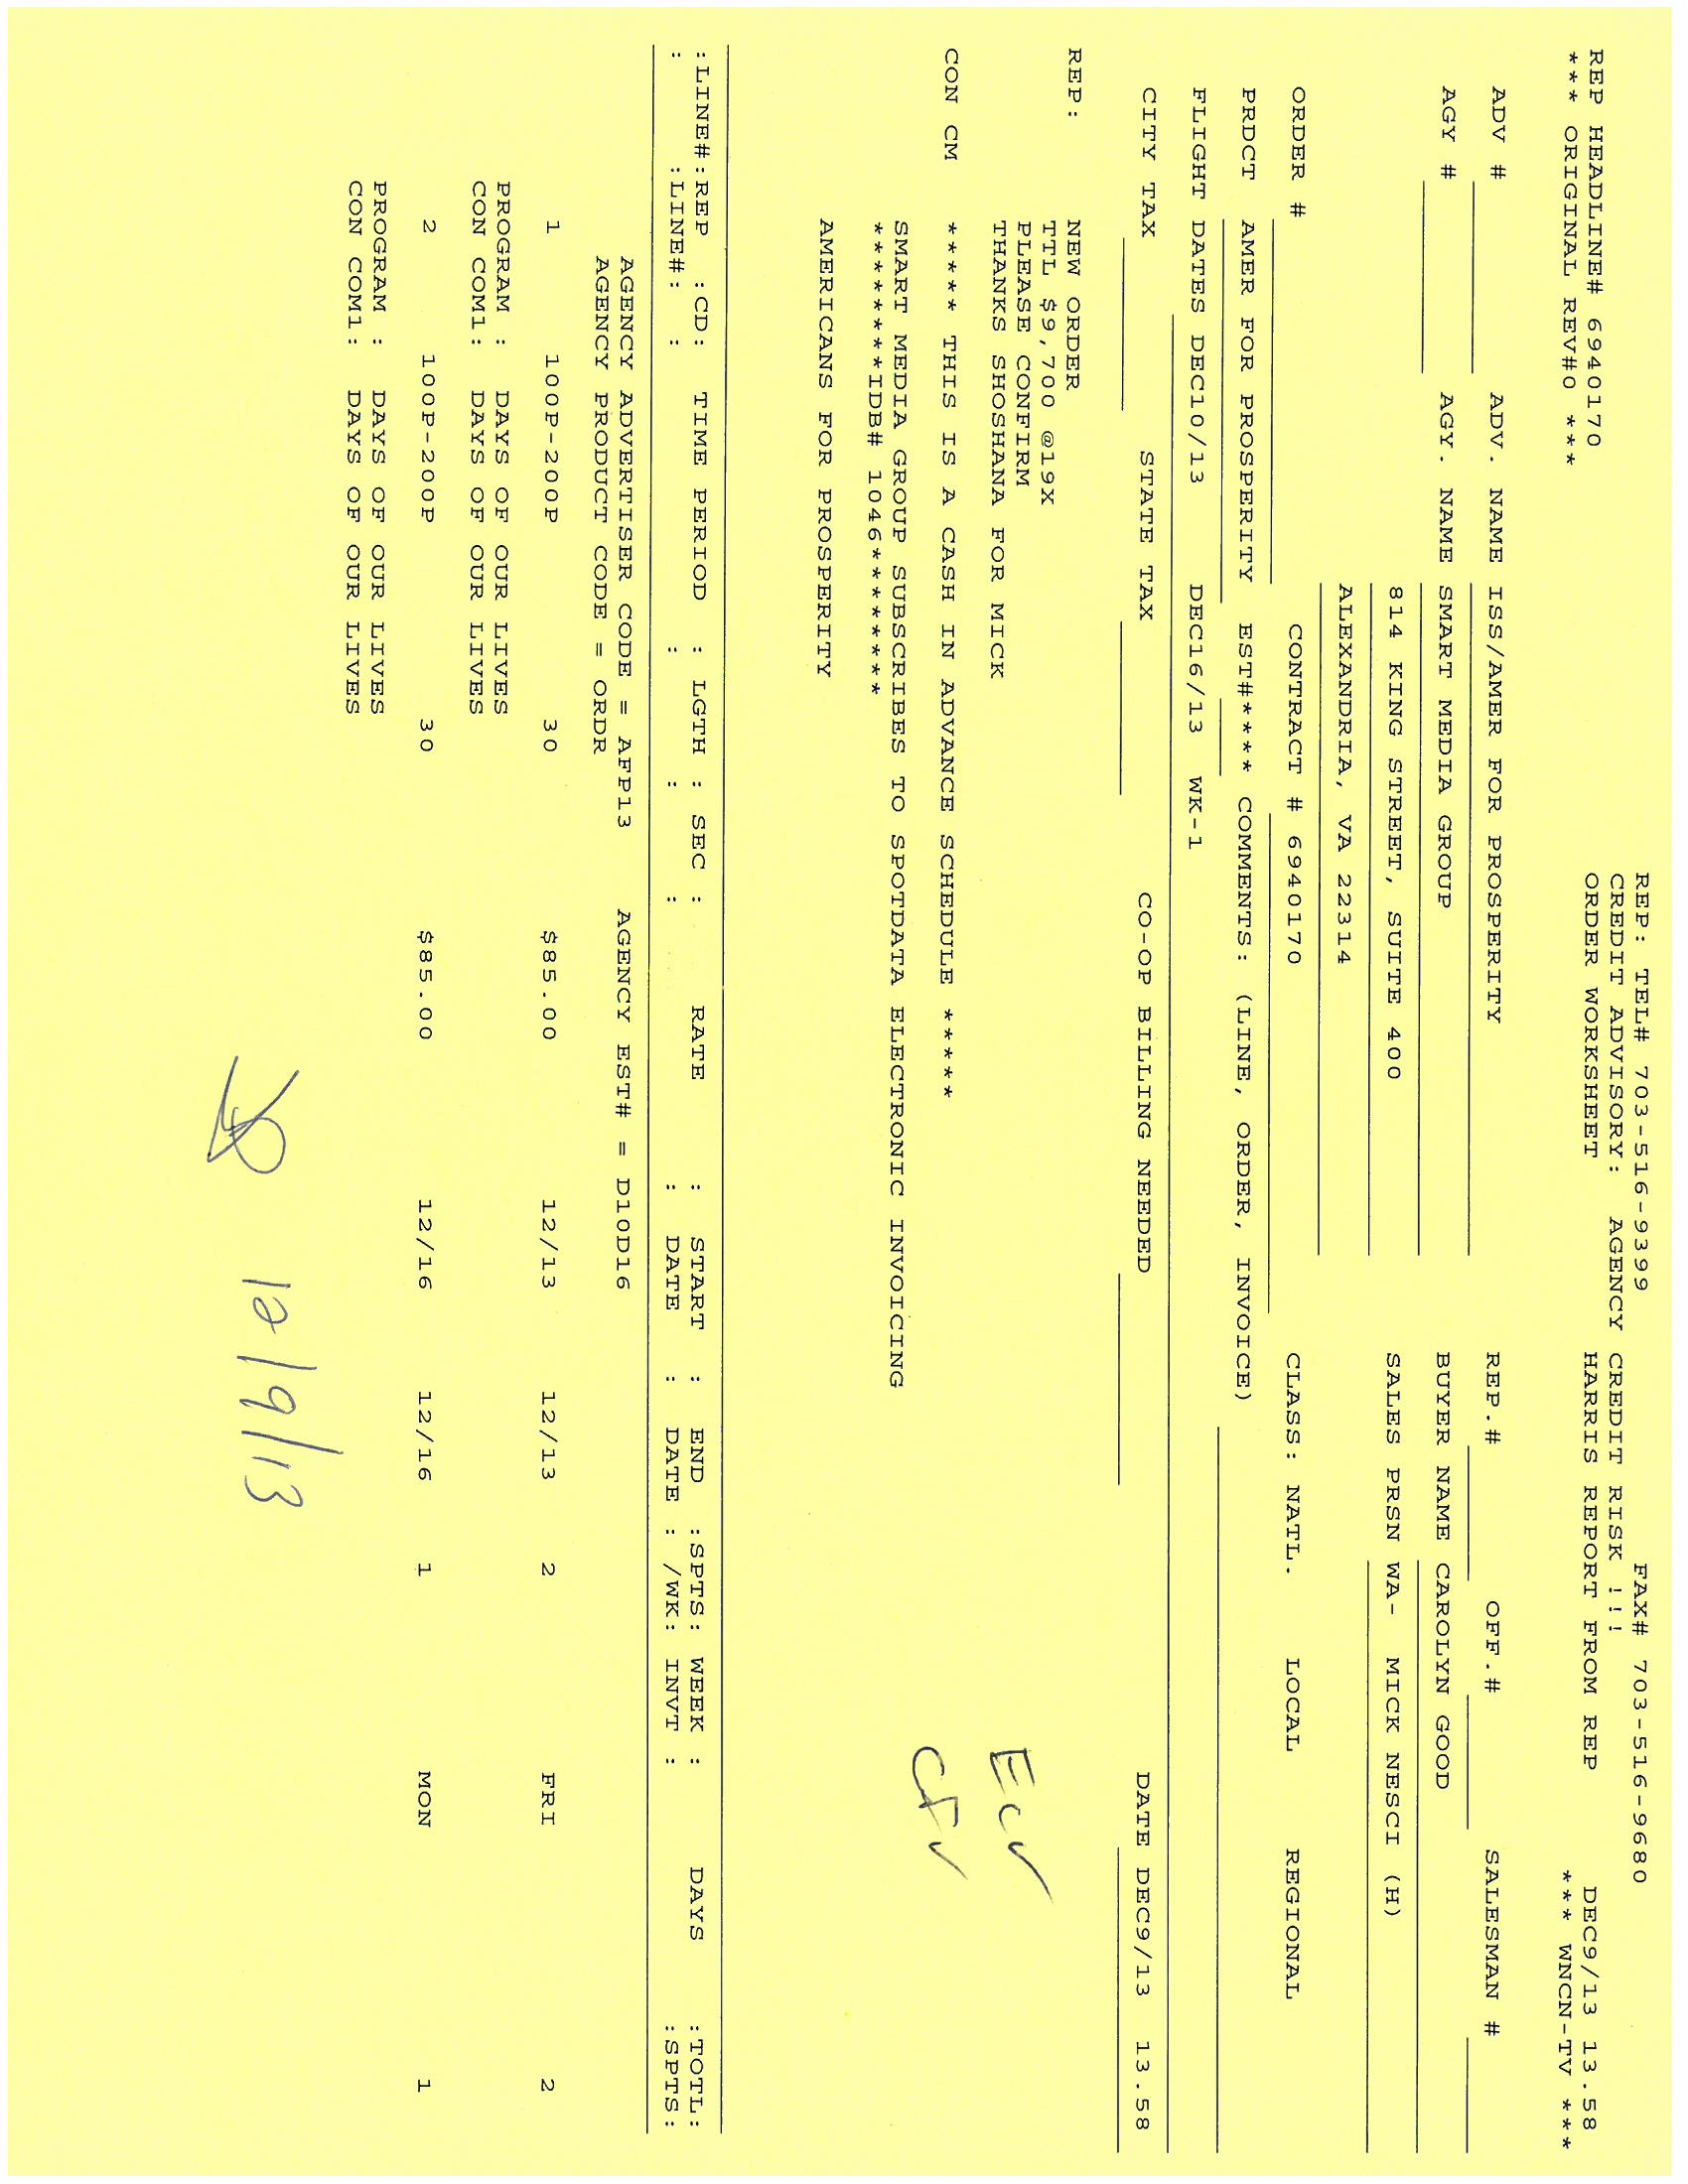 REP: TEL# 703-516-9399 FAX# 703-516-9680
CREDIT ADVISORY: AGENCY CREDIT RISK !!!
REP HEADLINE# 6940170 ORDER WORKSHEET HARRIS REPORT FROM REP DEC9/13 13.58
*** ORIGINAL REV#0 *** *** WNCN-TV ***
ADV # ADV. NAME ISS/AMER FOR PROSPERITY REP.# OFF.# SALESMAN #
AGY # AGY. NAME SMART MEDIA GROUP BUYER NAME CAROLYN GOOD
814 KING STREET, SUITE 400 SALES PRSN WA- MICK NESCI (H)
ALEXANDRIA, VA 22314
ORDER # CONTRACT # 6940170 CLASS: NATL. LOCAL REGIONAL
PRDCT AMER FOR PROSPERITY EST#**** COMMENTS: (LINE, ORDER, INVOICE)
FLIGHT DATES DEC10/13 DEC16/13 WK-1
CITY TAX STATE TAX CO-OP BILLING NEEDED DATE DEC9/13 13.58
REP: NEW ORDER
TTL $9,700 @19X
PLEASE CONFIRM
THANKS SHOSHANA FOR MICK
CON CM ***** THIS IS A CASH IN ADVANCE SCHEDULE *****
SMART MEDIA GROUP SUBSCRIBES TO SPOTDATA ELECTRONIC INVOICING
*********IDB# 1046*********
AMERICANS FOR PROSPERITY
:LINE#:REP :CD: TIME PERIOD : LGTH : SEC : RATE : START : END :SPTS: WEEK : DAYS :TOTL:
: :LINE#: : : : : : DATE : DATE : /WK: INVT : :SPTS:
AGENCY ADVERTISER CODE = AFP13 AGENCY EST# = D10D16
AGENCY PRODUCT CODE = ORDR
1 100P-200P 30 $85.00 12/13 12/13 2 FRI 2
PROGRAM : DAYS OF OUR LIVES
CON COM1: DAYS OF OUR LIVES
2 100P-200P 30 $85.00 12/16 12/16 1 MON 1
PROGRAM : DAYS OF OUR LIVES
CON COM1: DAYS OF OUR LIVES
12/9/13